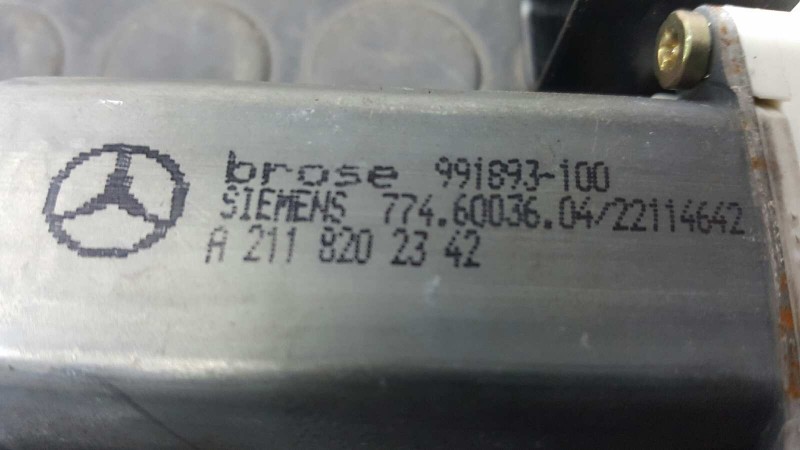 brose 991893-100
SIEMENS 774.60036.04/22114642
A 211 820 23 42